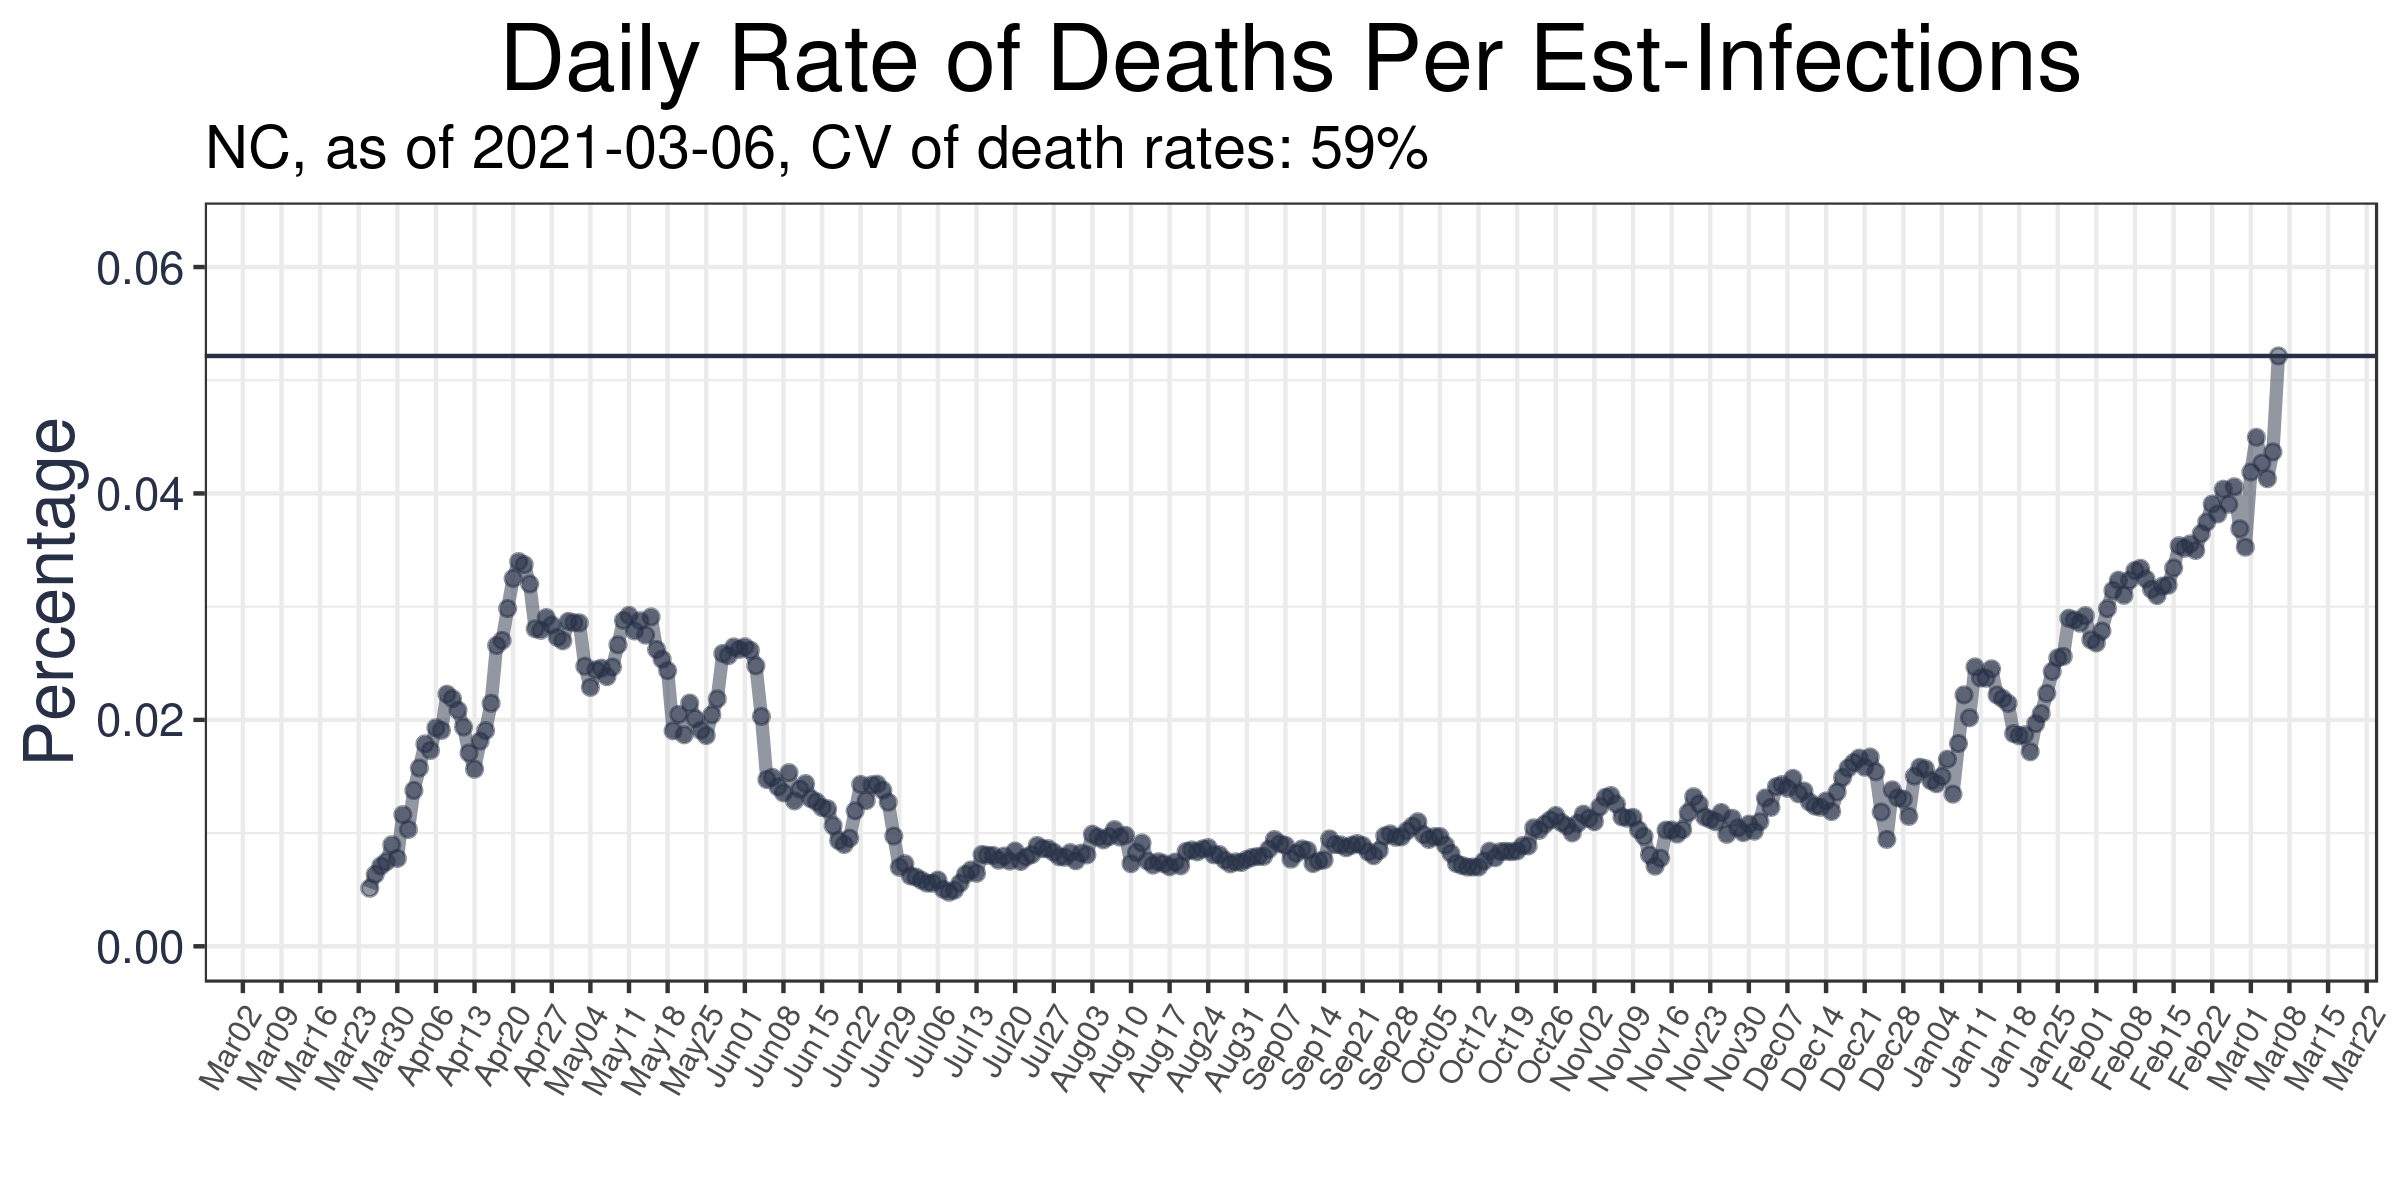 Daily Rate of Deaths Per Est-Infections
NC, as of 2021-03-06, CV of death rates: 59%
Percentage
0.06
0.04
0.02
0.00
Mar02
Mar09
Mar16
Mar23
Mar30
Apr06
Apr13
Apr20
Apr27
May04
May11
May18
May25
Jun01
Jun08
Jun15
Jun22
Jun29
Jul06
Jul13
Jul20
Jul27
Aug03
Aug10
Aug17
Aug24
Aug31
Sep07
Sep14
Sep21
Sep28
Oct05
Oct12
Oct19
Oct26
Nov02
Nov09
Nov16
Nov23
Nov30
Dec07
Dec14
Dec21
Dec28
Jan04
Jan11
Jan18
Jan25
Feb01
Feb08
Feb15
Feb22
Mar01
Mar08
Mar15
Mar22